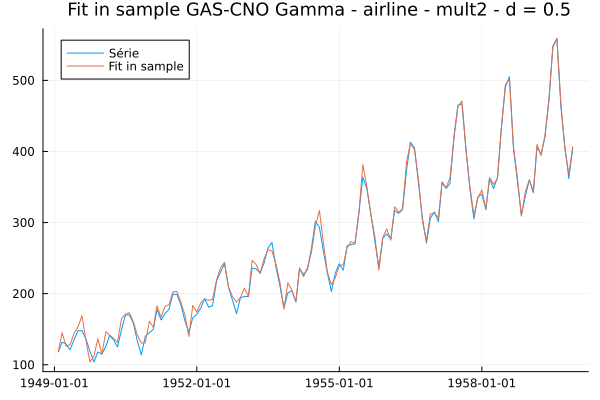 Fit in sample GAS-CNO Gamma - airline - mult2 - d = 0.5
Série
Fit in sample
500
400
300
200
100
1949-01-01 1952-01-01 1955-01-01 1958-01-01